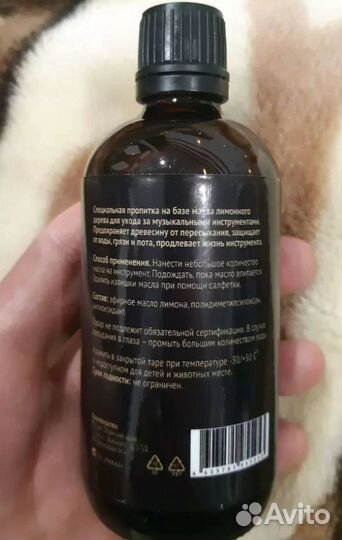 Специальная пропитка на базе масла лимонного
дерева для ухода за музыкальными инструментами.
Предохраняет древесину от пересыхания, защищает
от воды, грязи и пота, продлевает жизнь инструмента.
Способ применения. Нанести небольшое количество
масла на инструмент. Подождать, пока масло впитается.
Удалить излишки масла при помощи салфетки.
Состав: эфирное масло лимона, полидиметилсилоксан,
антиоксидант.
Товар не подлежит обязательной сертификации. В случае
попадания в глаза – промыть большим количеством воды.
Хранить в закрытой таре при температуре -30/+50 C°
в недоступном для детей и животных месте.
Срок годности: не ограничен.
Производитель:
Avito